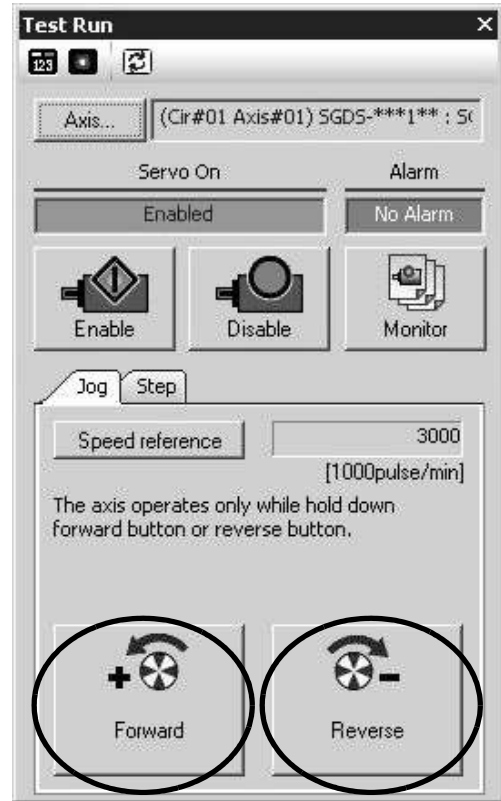 Test Run
123
Axis... (Cir#01 Axis#01) SGDS-***1** : SG
Servo On Alarm
Enabled No Alarm
Enable Disable Monitor
Jog Step
Speed reference 3000
[1000pulse/min]
The axis operates only while hold down
forward button or reverse button.
Forward Reverse